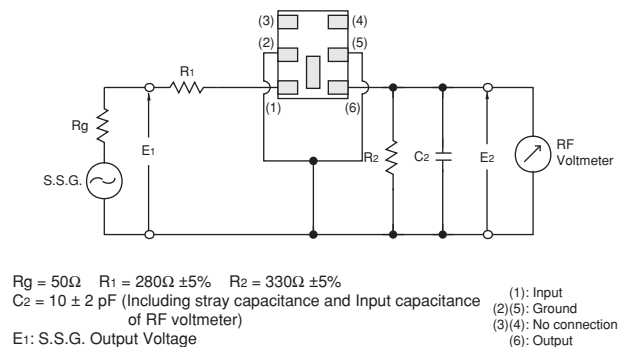 (3)
(4)
(2)
(5)
R1
(1)
(6)
Rg
E1
R2
C2
E2
RF
Voltmeter
S.S.G.
Rg = 50Ω R1 = 280Ω ±5% R2 = 330Ω ±5%
C2 = 10 ± 2 pF (Including stray capacitance and Input capacitance
of RF voltmeter)
E1: S.S.G. Output Voltage
(1): Input
(2)(5): Ground
(3)(4): No connection
(6): Output